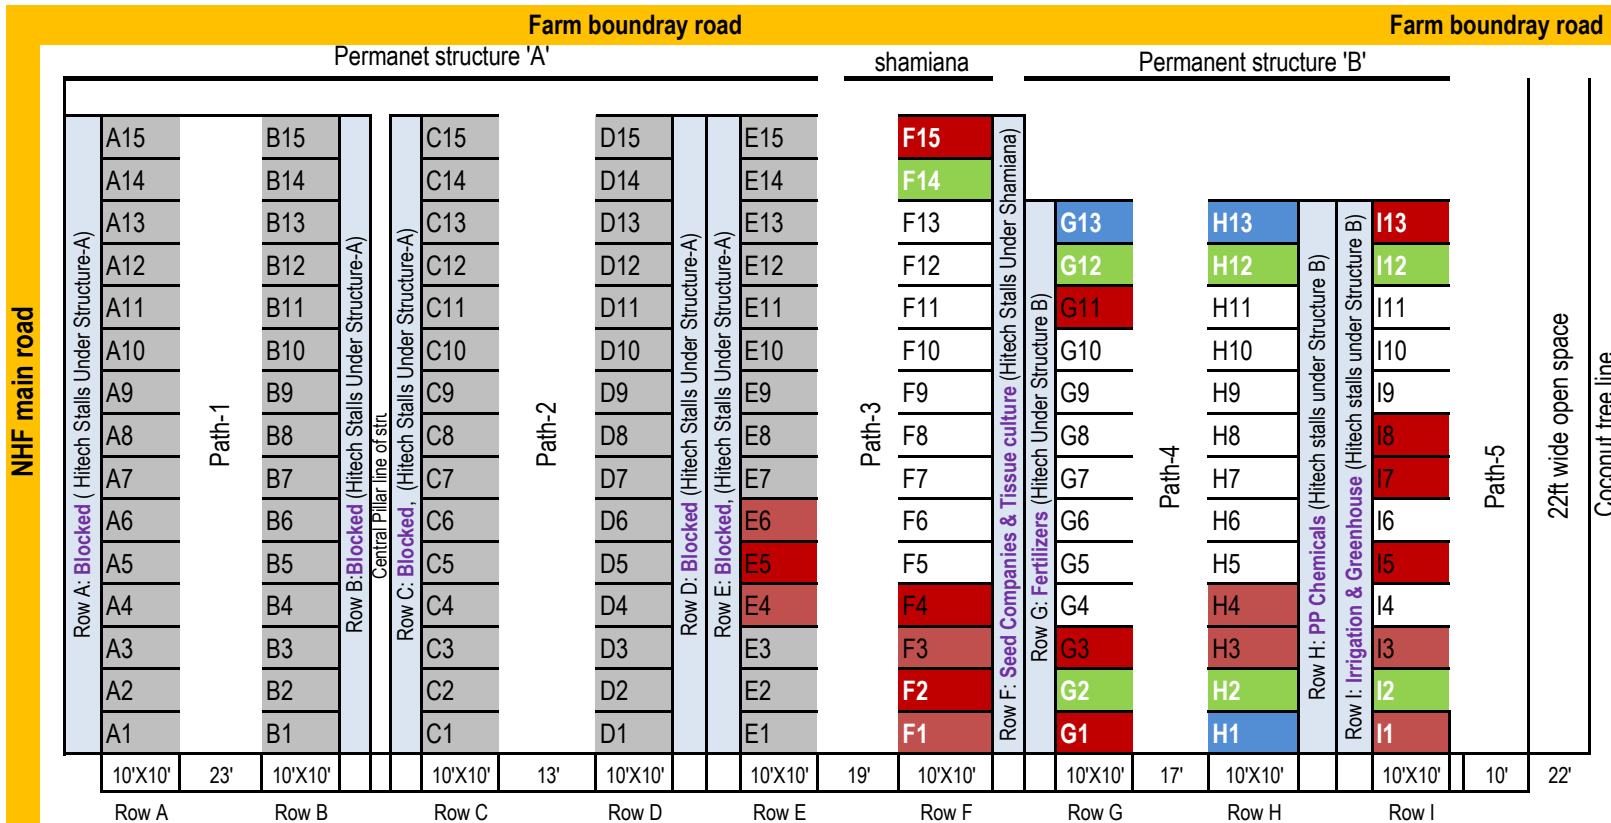 Farm boundray road Farm boundray road
Permanet structure 'A' shamiana Permanent structure 'B'
NHF main road
Row A: Blocked ( Hitech Stalls Under Structure-A)
A15
A14
A13
A12
A11
A10
A9
A8
A7
A6
A5
A4
A3
A2
A1
Path-1
B15
B14
B13
B12
B11
B10
B9
B8
B7
B6
B5
B4
B3
B2
B1
Row B:Blocked (Hitech Stalls Under Structure-A)
Central Pillar line of
Row C: Blocked, (Hitech Stalls Under Structure-A)
C15
C14
C13
C12
C11
C10
C9
C8
C7
C6
C5
C4
C3
C2
C1
Path-2
D15
D14
D13
D12
D11
D10
D9
D8
D7
D6
D5
D4
D3
D2
D1
Row D: Blocked (Hitech Stalls Under Structure-A)
Row E: Blocked, (Hitech Stalls Under Structure-A)
E15
E14
E13
E12
E11
E10
E9
E8
E7
E6
E5
E4
E3
E2
E1
Path-3
F15
F14
F13
F12
F11
F10
F9
F8
F7
F6
F5
F4
F3
F2
F1
Row F: Seed Companies & Tissue culture (Hitech Stalls Under Shamiana)
Row G: Fertilizers (Hitech Under Structure B)
G13
G12
G11
G10
G9
G8
G7
G6
G5
G4
G3
G2
G1
Path-4
H13
H12
H11
H10
H9
H8
H7
H6
H5
H4
H3
H2
H1
Row H: PP Chemicals (Hitech stalls under Structure B)
Row I: Irrigation & Greenhouse (Hitech stalls under Structure B)
I13
I12
I11
I10
I9
I8
I7
I6
I5
I4
I3
I2
I1
Path-5
22ft wide open space
Coconut tree line
10'X10' 23' 10'X10' 10'X10' 13' 10'X10' 10'X10' 19' 10'X10' 10'X10' 17' 10'X10' 10'X10' 10' 22'
Row A Row B Row C Row D Row E Row F Row G Row H Row I